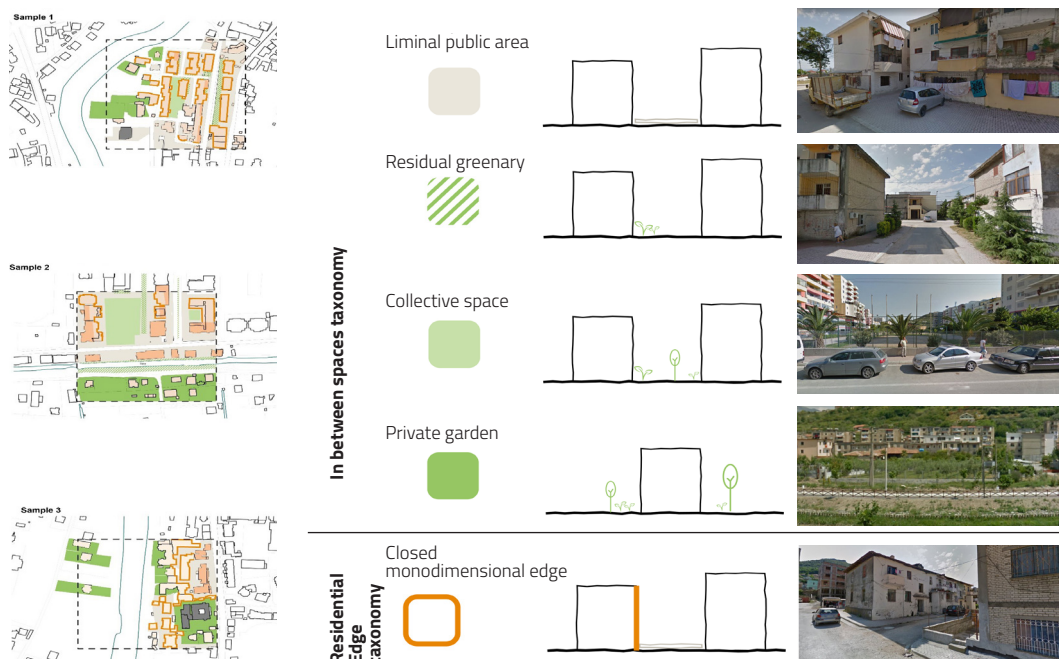 Sample 1
Sample 2
Sample 3
In between spaces taxonomy
Liminal public area
Residual greenary
Collective space
Private garden
Residential
Edge
taxonomy
Closed
monodimensional edge